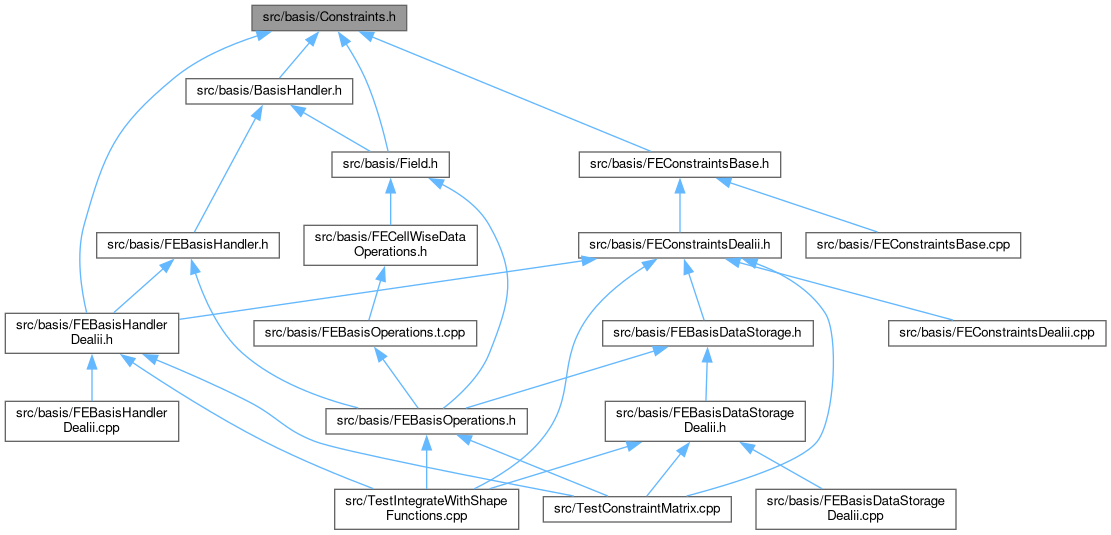 src/basis/Constraints.h
src/basis/BasisHandler.h
src/basis/Field.h
src/basis/FEConstraintsBase.h
src/basis/FEBasisHandler.h
src/basis/FECellWiseData
Operations.h
src/basis/FEConstraintsDealii.h
src/basis/FEConstraintsBase.cpp
src/basis/FEBasisHandler
Dealii.h
src/basis/FEBasisOperations.t.cpp
src/basis/FEBasisDataStorage.h
src/basis/FEConstraintsDealii.cpp
src/basis/FEBasisHandler
Dealii.cpp
src/basis/FEBasisOperations.h
src/basis/FEBasisDataStorage
Dealii.h
src/TestIntegrateWithShape
Functions.cpp
src/TestConstraintMatrix.cpp
src/basis/FEBasisDataStorage
Dealii.cpp